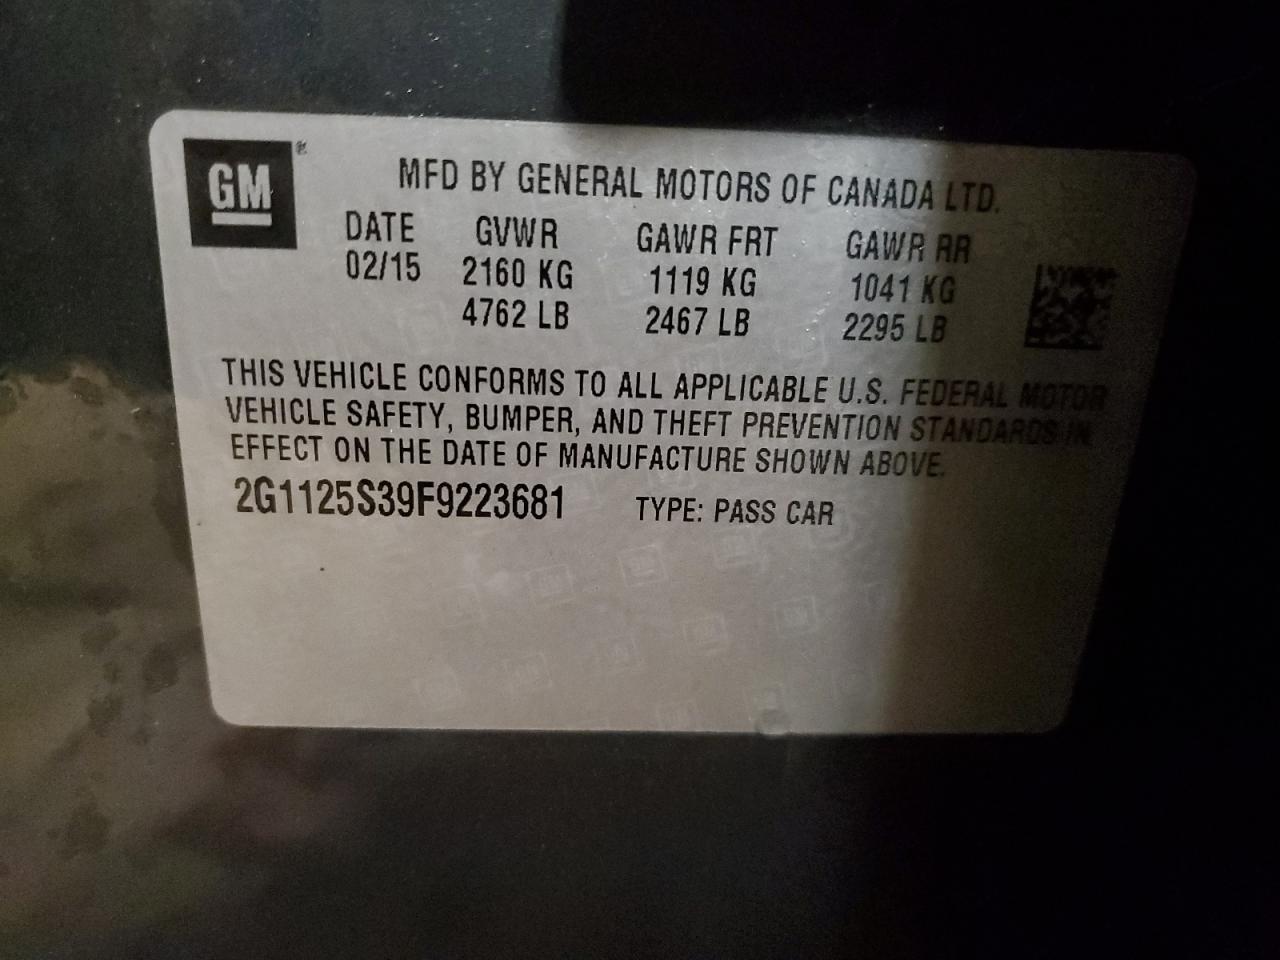 GM
MFD BY GENERAL MOTORS OF CANADA LTD.
DATE GVWR GAWR FRT GAWR RR
02/15 2160 KG 1119 KG 1041 KG
4762 LB 2467 LB 2295 LB
THIS VEHICLE CONFORMS TO ALL APPLICABLE U.S. FEDERAL MOTOR
VEHICLE SAFETY, BUMPER, AND THEFT PREVENTION STANDARDS IN
EFFECT ON THE DATE OF MANUFACTURE SHOWN ABOVE.
2G1125S39F9223681 TYPE: PASS CAR